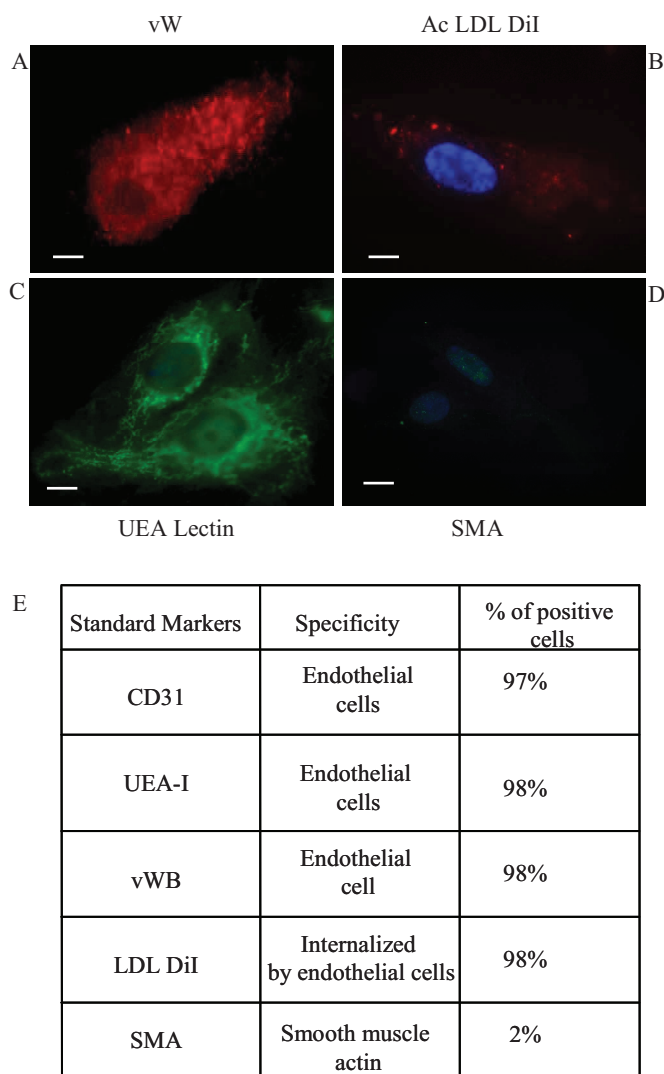 vW Ac LDL DiI
A B
C D
UEA Lectin SMA
E
Standard Markers Specificity % of positive
cells
CD31 Endothelial
cells 97%
UEA-I Endothelial
cells 98%
vWB Endothelial
cell 98%
LDL DiI Internalized
by endothelial cells 98%
SMA Smooth muscle
actin 2%